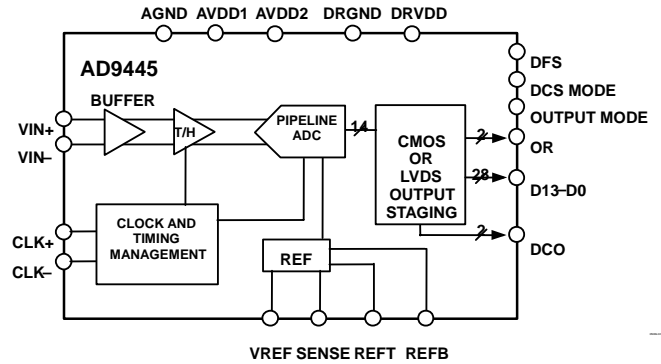 AGND AVDD1 AVDD2 DRGND DRVDD
AD9445
DFS
DCS MODE
OUTPUT MODE
OR
D13–D0
DCO
BUFFER
VIN+
VIN–
T/H
PIPELINE
ADC
14
CMOS
OR
LVDS
OUTPUT
STAGING
2
28
2
CLK+
CLK–
CLOCK AND
TIMING
MANAGEMENT
REF
VREF SENSE REFT REFB